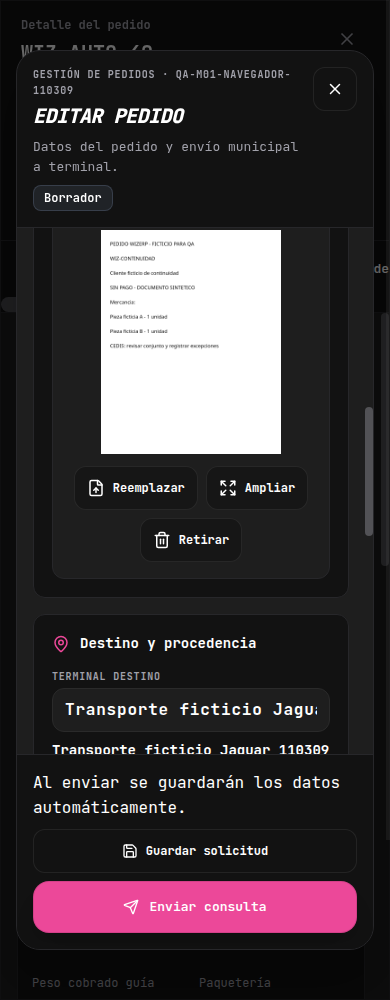 Detalle del pedido
GESTIÓN DE PEDIDOS · QA-M01-NAVEGADOR-
110309
EDITAR PEDIDO
Datos del pedido y envío municipal
a terminal.
Borrador
de
PEDIDO WIZERP - FICTICIO PARA QA
WIZ-CONTINUIDAD
Cliente ficticio de continuidad
SIN PAGO - DOCUMENTO SINTETICO
Mercancia:
Pieza ficticia A - 1 unidad
Pieza ficticia B - 1 unidad
CEDIS: revisar conjunto y registrar excepciones
Reemplazar
Ampliar
Retirar
Destino y procedencia
TERMINAL DESTINO
Transporte ficticio Jagua
Transporte ficticio Jaguar 110309
Al enviar se guardarán los datos
automáticamente.
Guardar solicitud
Enviar consulta
Peso cobrado guía
Paquetería